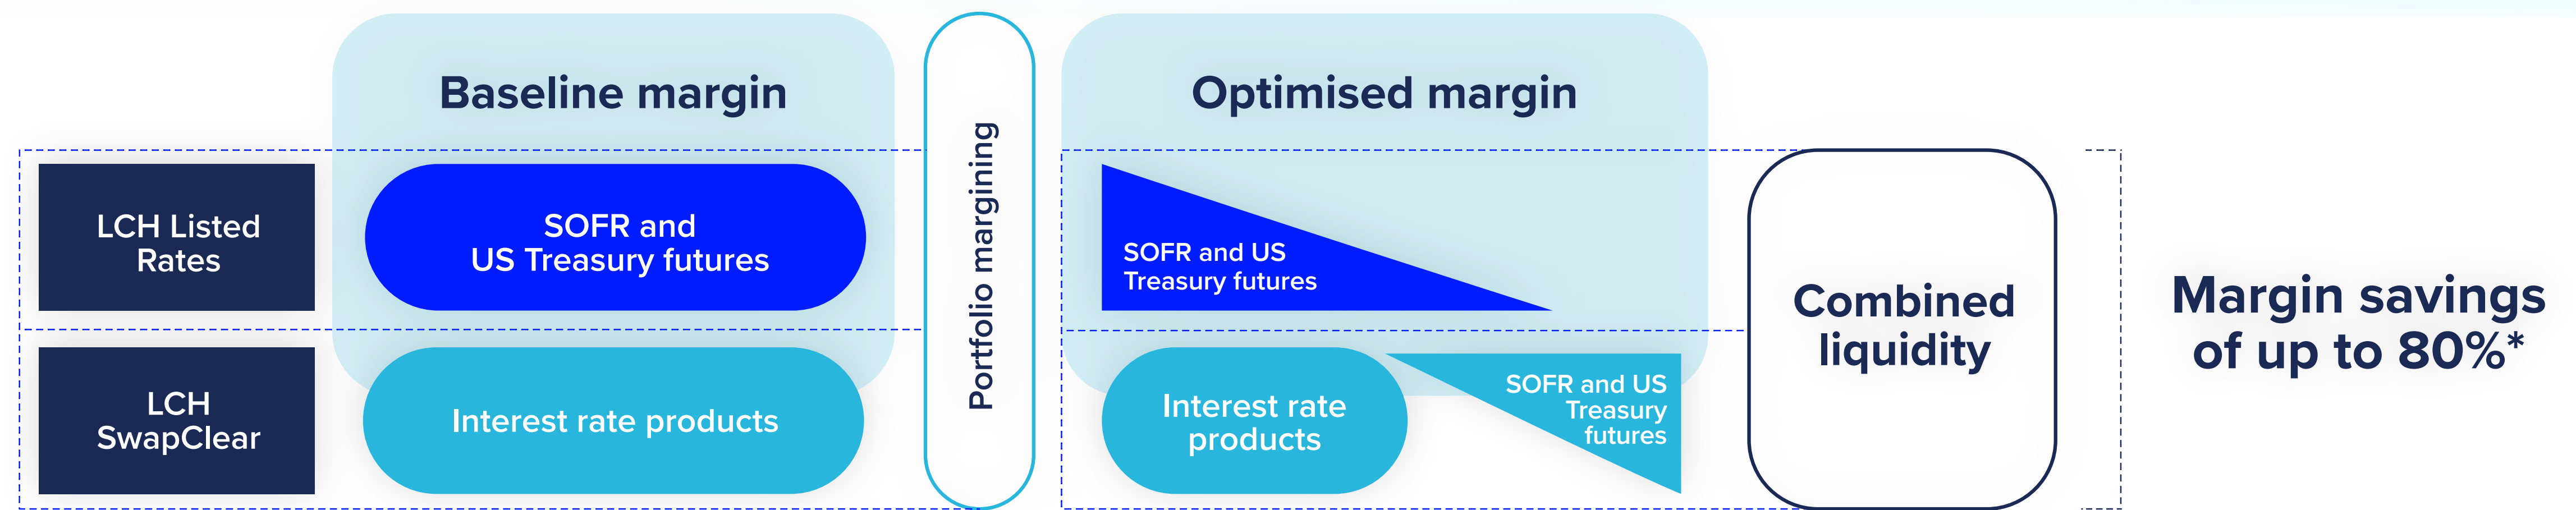 Baseline margin
Optimised margin
LCH Listed
Rates
SOFR and
US Treasury futures
Portfolio margining
SOFR and US
Treasury futures
Combined
liquidity
Margin savings
of up to 80%*
LCH
SwapClear
Interest rate products
Interest rate
products
SOFR and US
Treasury
futures